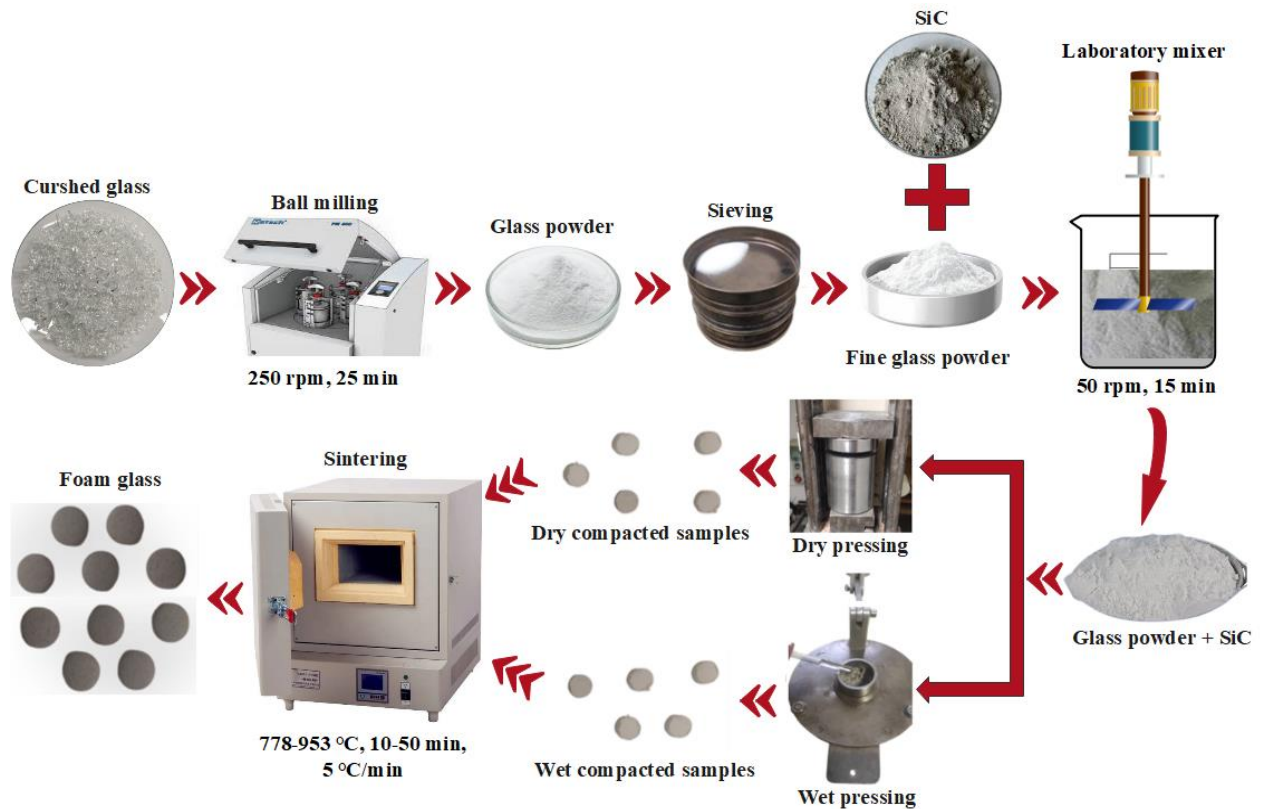 SiC
Laboratory mixer
Curshed glass
Ball milling
Glass powder
Sieving
Fine glass powder
250 rpm, 25 min
50 rpm, 15 min
Foam glass
Sintering
Dry compacted samples
Dry pressing
Glass powder + SiC
778-953 °C, 10-50 min,
5 °C/min
Wet compacted samples
Wet pressing